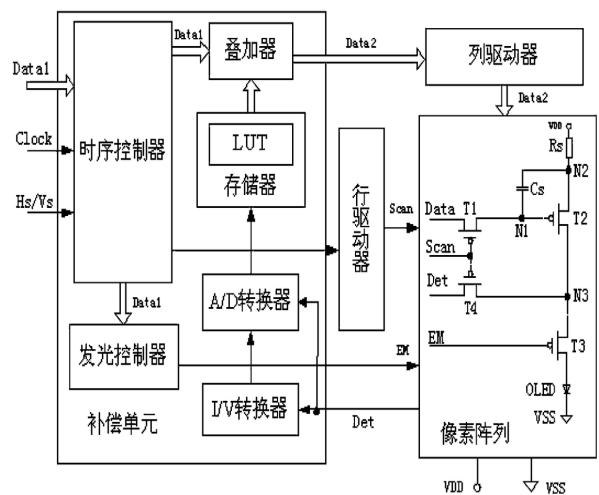 Data1
Clock
Hs/Vs
时序控制器
Data1
叠加器
Data2
列驱动器
Data2
LUT
存储器
行驱动器
Scan
A/D转换器
Data1
发光控制器
I/V转换器
EM
Det
补偿单元
VDD
Rs
N2
Cs
Data
T1
N1
T2
Scan
Det
T4
N3
EM
T3
OLED
VSS
像素阵列
VDD
VSS